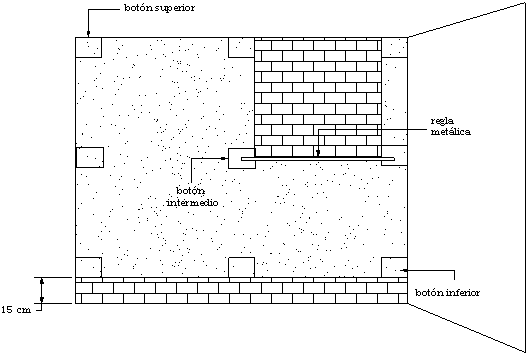 botón superior
regla
metálica
botón
intermedio
botón inferior
15 cm